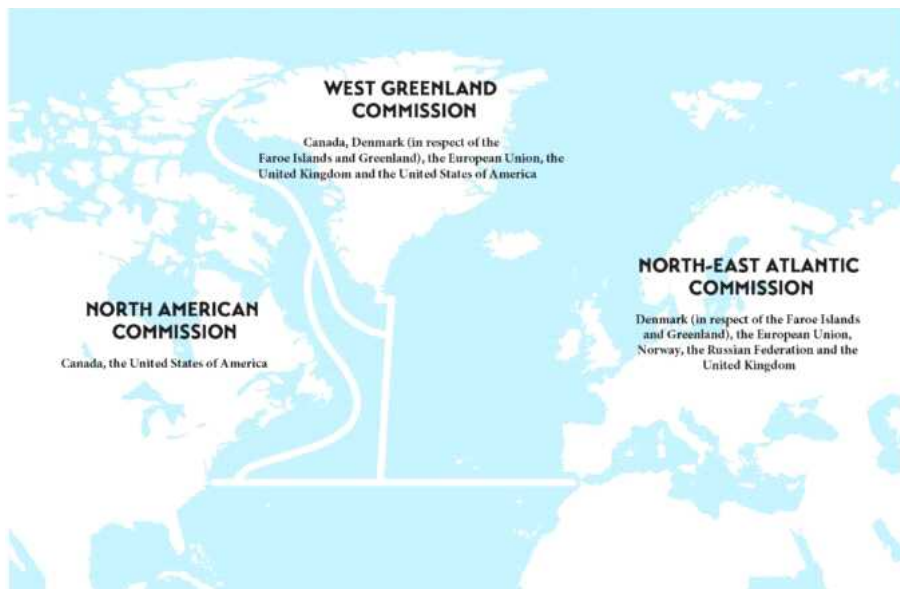 WEST GREENLAND
COMMISSION
Canada, Denmark (in respect of the
Faroe Islands and Greenland), the European Union, the
United Kingdom and the United States of America
NORTH AMERICAN
COMMISSION
Canada, the United States of America
NORTH-EAST ATLANTIC
COMMISSION
Denmark (in respect of the Faroe Islands
and Greenland), the European Union,
Norway, the Russian Federation and the
United Kingdom